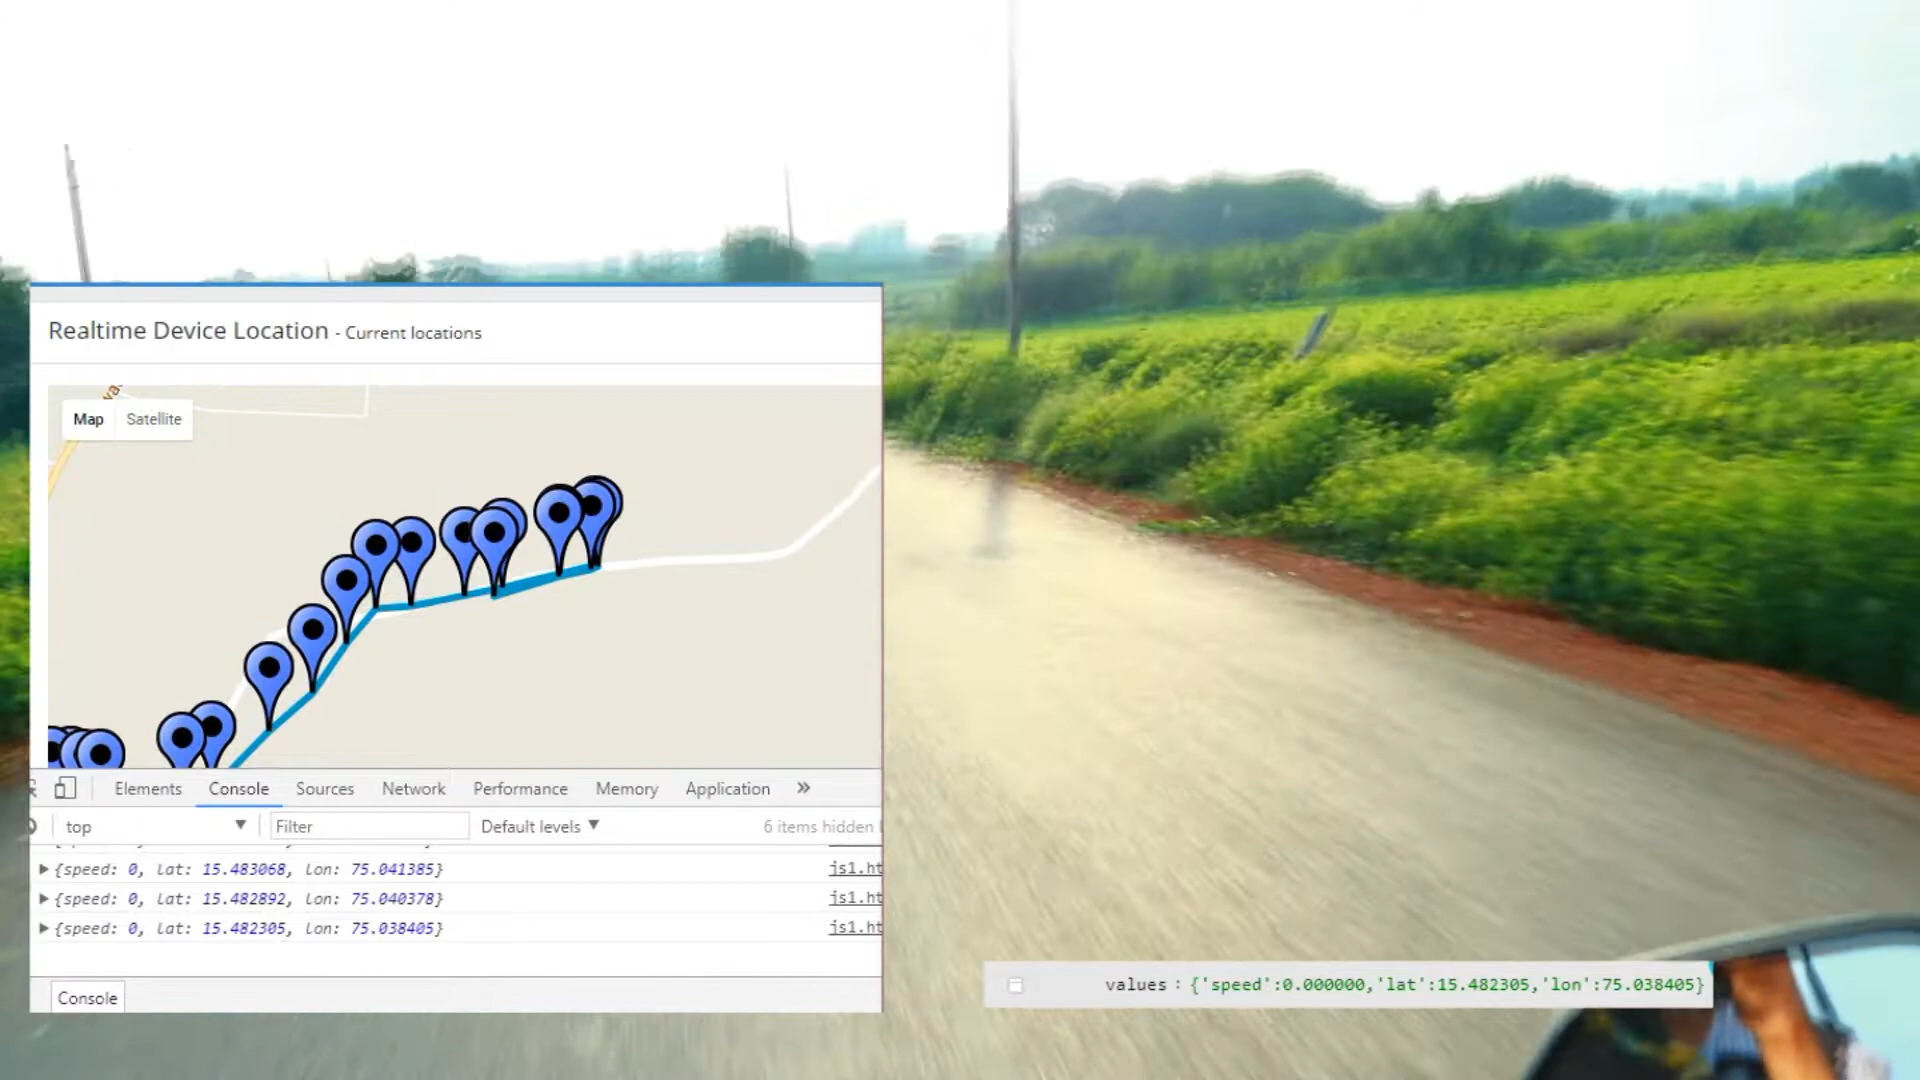 Realtime Device Location - Current locations
Map Satellite
Elements Console Sources Network Performance Memory Application »
top Filter Default levels 6 items hidden
{speed: 0, lat: 15.483068, lon: 75.041385} js1.ht
{speed: 0, lat: 15.482892, lon: 75.040378} js1.ht
{speed: 0, lat: 15.482305, lon: 75.038405} js1.ht
values : {'speed':0.000000,'lat':15.482305,'lon':75.038405}
Console